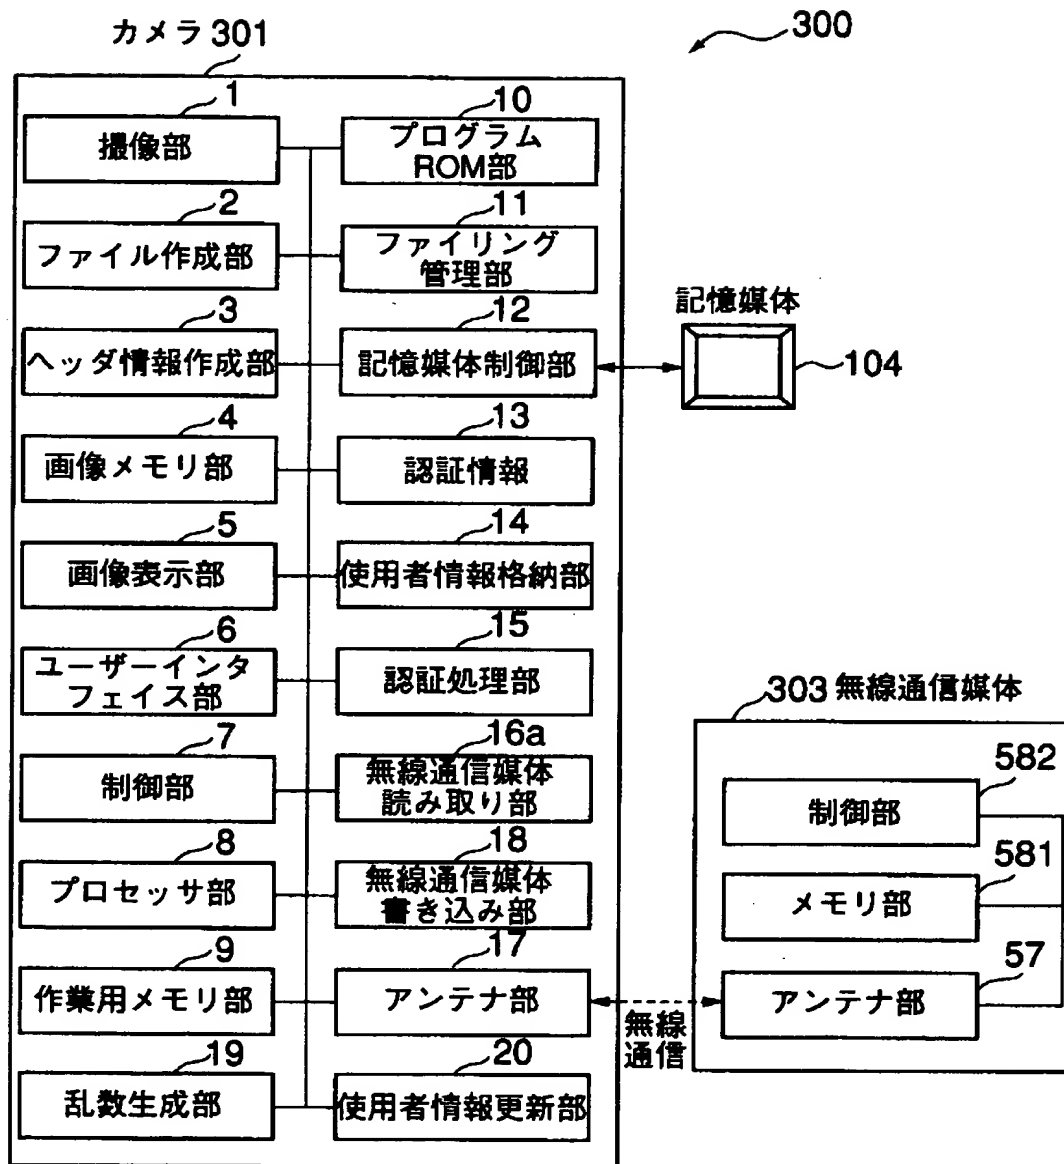 カメラ 301
300
1
撮像部
10
プログラム
ROM部
2
ファイル作成部
11
ファイリング
管理部
3
ヘッダ情報作成部
12
記憶媒体制御部
記憶媒体
104
4
画像メモリ部
13
認証情報
5
画像表示部
14
使用者情報格納部
6
ユーザーインタ
フェイス部
15
認証処理部
7
制御部
16a
無線通信媒体
読み取り部
8
プロセッサ部
18
無線通信媒体
書き込み部
9
作業用メモリ部
17
アンテナ部
19
乱数生成部
20
使用者情報更新部
303 無線通信媒体
582
制御部
581
メモリ部
57
アンテナ部
無線
通信